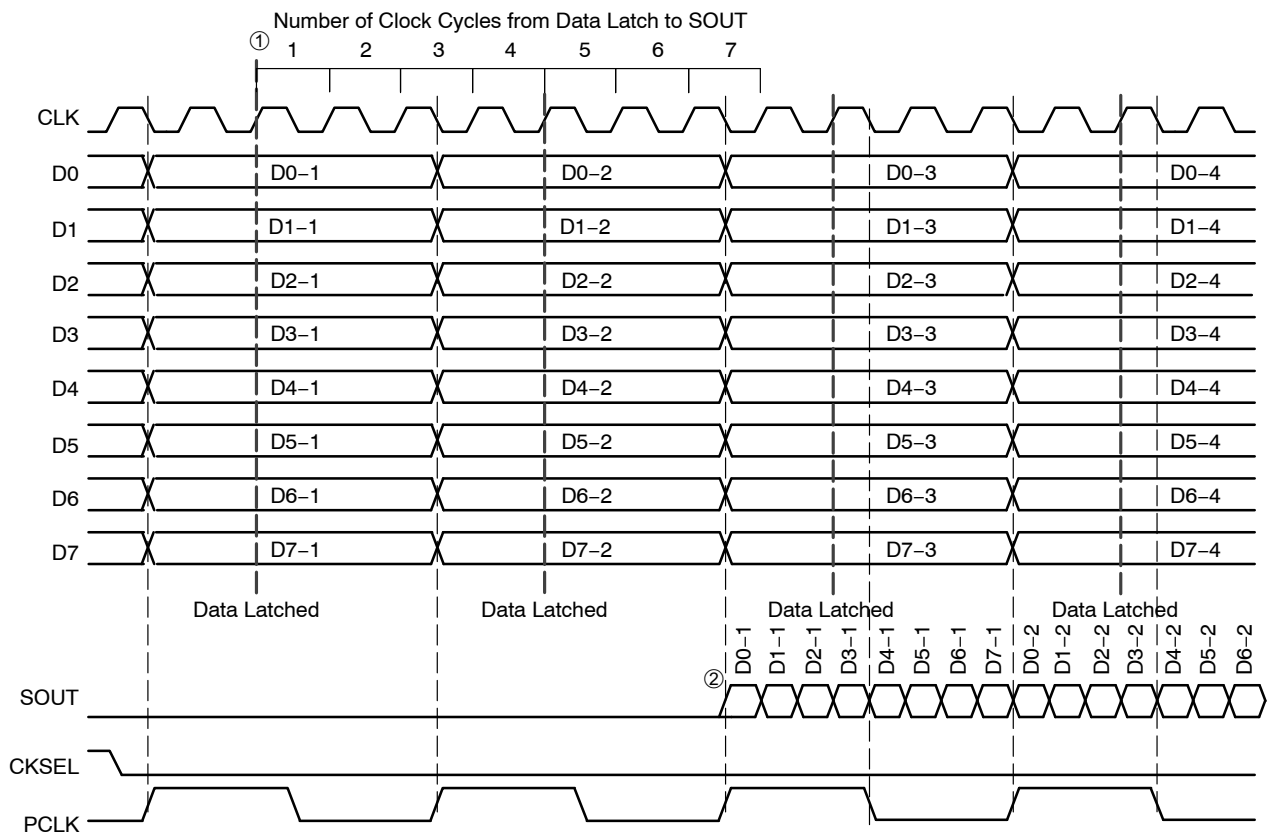 Number of Clock Cycles from Data Latch to SOUT
① 1 2 3 4 5 6 7
CLK
D0 D0−1 D0−2 D0−3 D0−4
D1 D1−1 D1−2 D1−3 D1−4
D2 D2−1 D2−2 D2−3 D2−4
D3 D3−1 D3−2 D3−3 D3−4
D4 D4−1 D4−2 D4−3 D4−4
D5 D5−1 D5−2 D5−3 D5−4
D6 D6−1 D6−2 D6−3 D6−4
D7 D7−1 D7−2 D7−3 D7−4
Data Latched Data Latched Data Latched Data Latched
D0−1 D1−1 D2−1 D3−1 D4−1 D5−1 D6−1 D7−1 D0−2 D1−2 D2−2 D3−2 D4−2 D5−2 D6−2
②
SOUT
CKSEL
PCLK